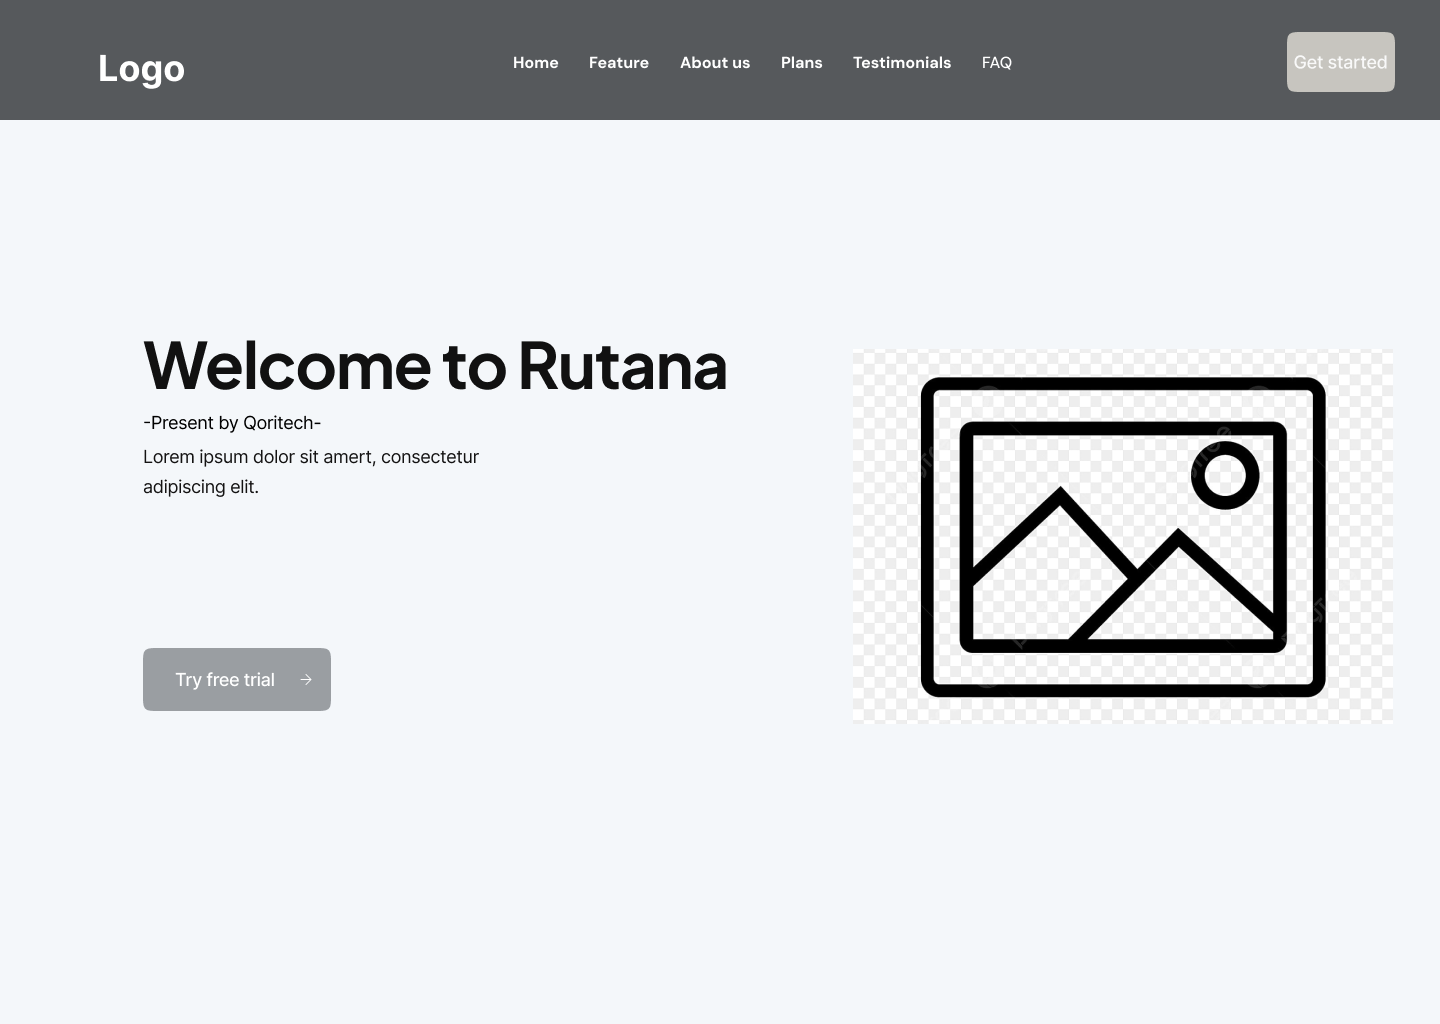 Logo
Home Feature About us Plans Testimonials FAQ
Get started
Welcome to Rutana
-Present by Qoritech-
Lorem ipsum dolor sit amert, consectetur
adipiscing elit.
Try free trial →